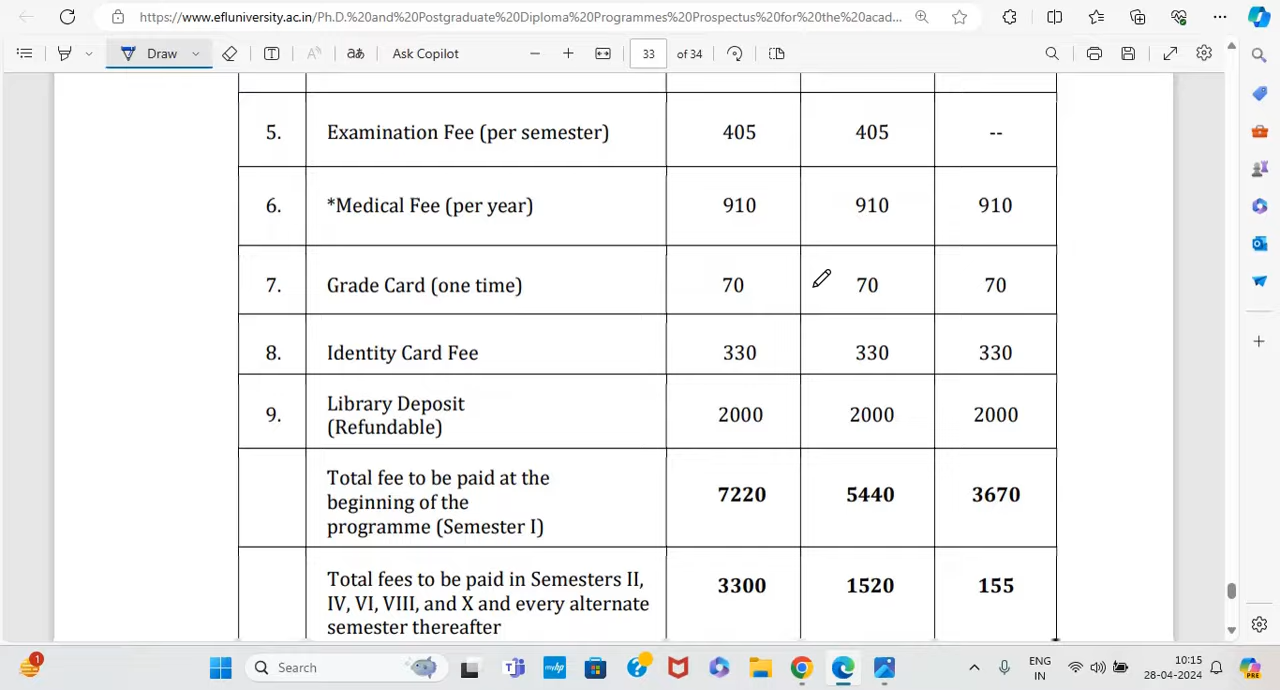 https://www.efluniversity.ac.in/Ph.D.%20and%20Postgraduate%20Diploma%20Programmes%20Prospectus%20for%20the%20acad...
Draw
aあ
Ask Copilot
33 of 34
5. Examination Fee (per semester) 405 405 --
6. *Medical Fee (per year) 910 910 910
7. Grade Card (one time) 70 70 70
8. Identity Card Fee 330 330 330
9. Library Deposit
(Refundable) 2000 2000 2000
Total fee to be paid at the
beginning of the
programme (Semester I) 7220 5440 3670
Total fees to be paid in Semesters II,
IV, VI, VIII, and X and every alternate
semester thereafter 3300 1520 155
1
Search
myhp
ENG
IN
10:15
28-04-2024
PRE